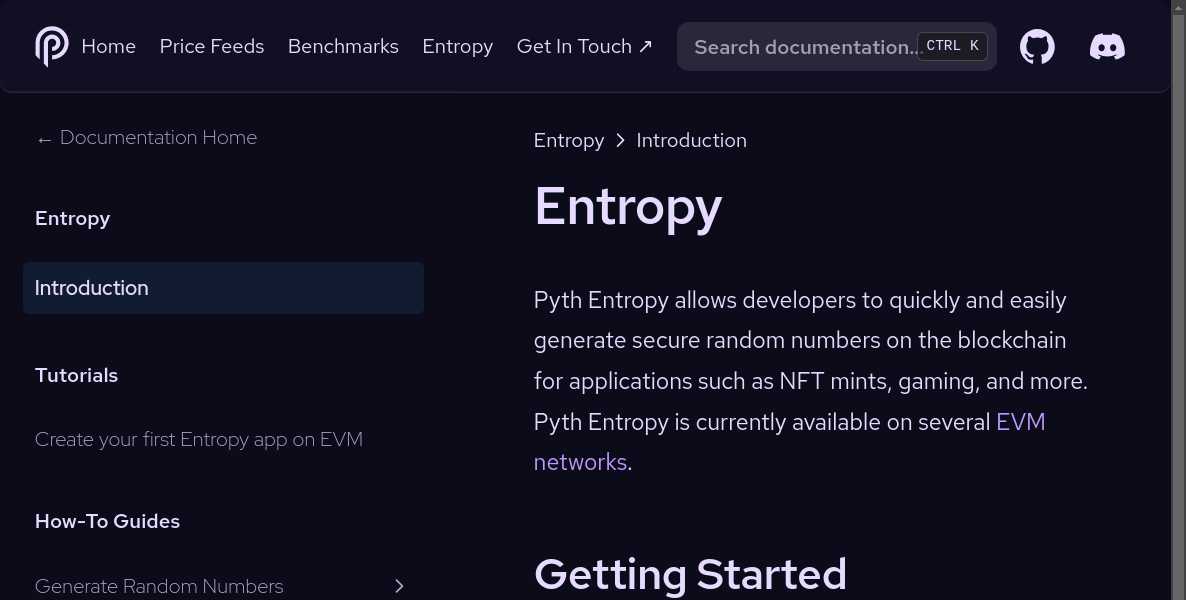 Home Price Feeds Benchmarks Entropy Get In Touch ↗ Search documentation... CTRL K
← Documentation Home
Entropy
Introduction
Tutorials
Create your first Entropy app on EVM
How-To Guides
Generate Random Numbers
Entropy > Introduction
Entropy
Pyth Entropy allows developers to quickly and easily
generate secure random numbers on the blockchain
for applications such as NFT mints, gaming, and more.
Pyth Entropy is currently available on several EVM
networks.
Getting Started